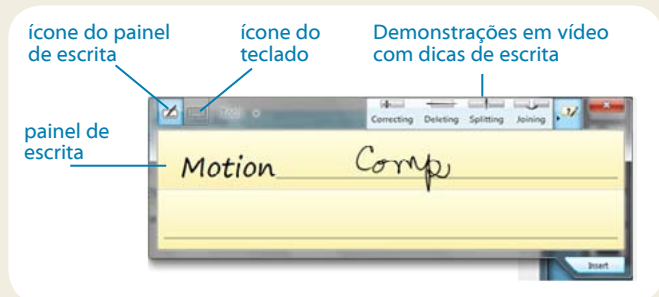 ícone do painel de escrita
ícone do teclado
Demonstrações em vídeo com dicas de escrita
Tools
Correcting Deleting Splitting Joining
painel de escrita
Motion Comp
Insert